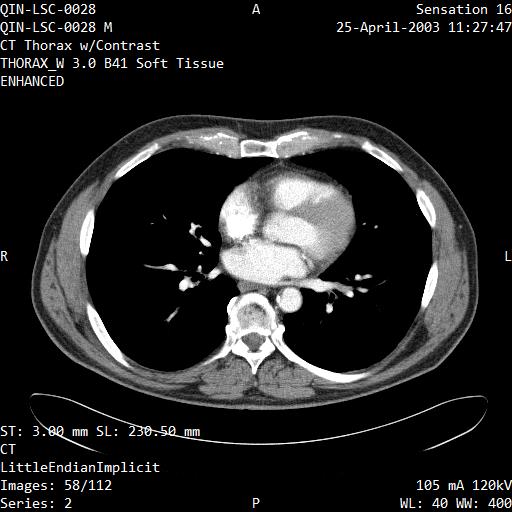 QIN-LSC-0028
A
Sensation 16
QIN-LSC-0028 M
25-April-2003 11:27:47
CT Thorax w/Contrast
THORAX_W 3.0 B41 Soft Tissue
ENHANCED
R
L
ST: 3.00 mm SL: 230.50 mm
CT
LittleEndianImplicit
Images: 58/112
105 mA 120kV
Series: 2
P
WL: 40 WW: 400